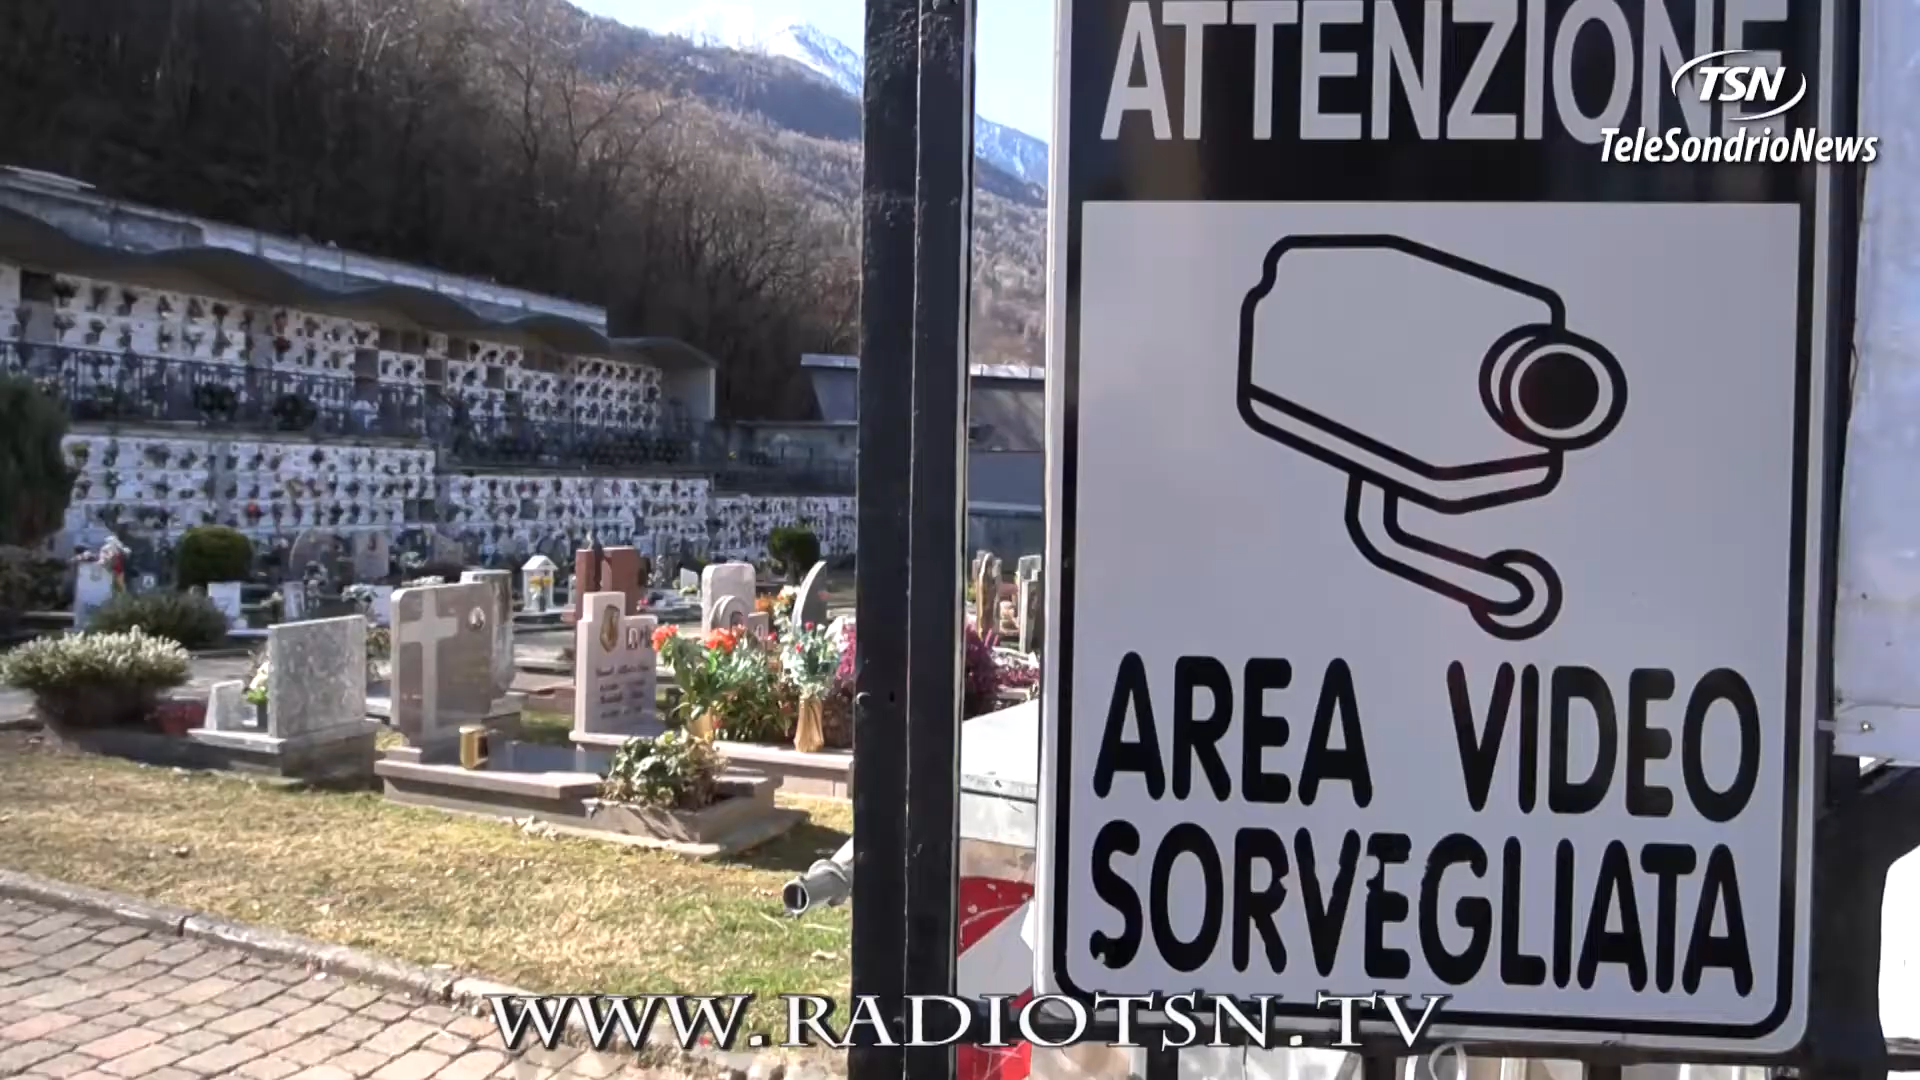 ATTENZIONE
TSN
TeleSondrioNews
AREA VIDEO
SORVEGLIATA
WWW.RADIOTSN.TV